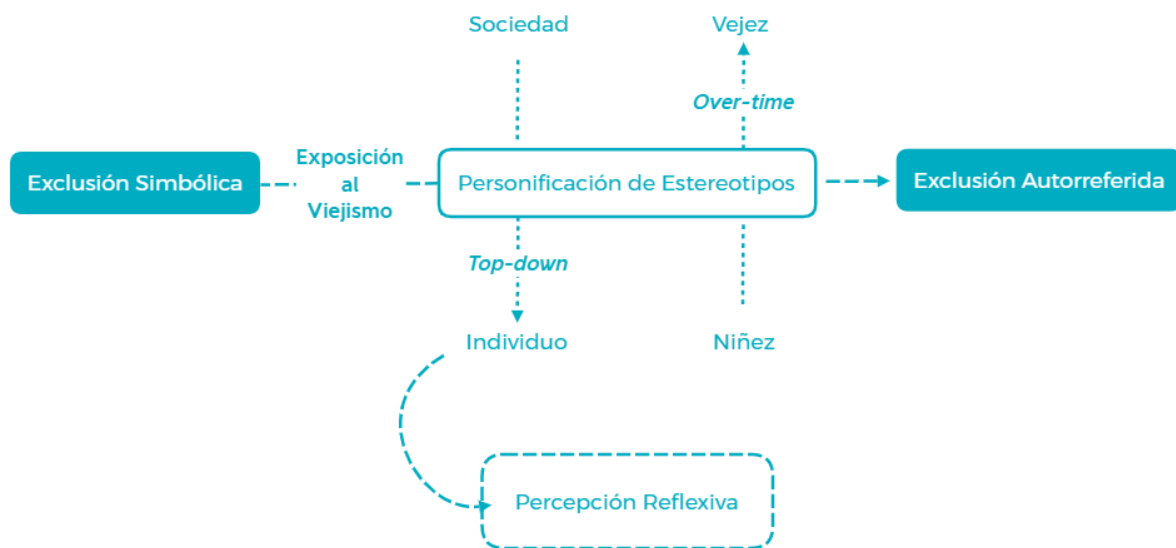 Sociedad
Vejez
Over-time
Exclusión Simbólica
Exposición
al
Viejismo
Personificación de Estereotipos
Exclusión Autorreferida
Top-down
Individuo
Niñez
Percepción Reflexiva